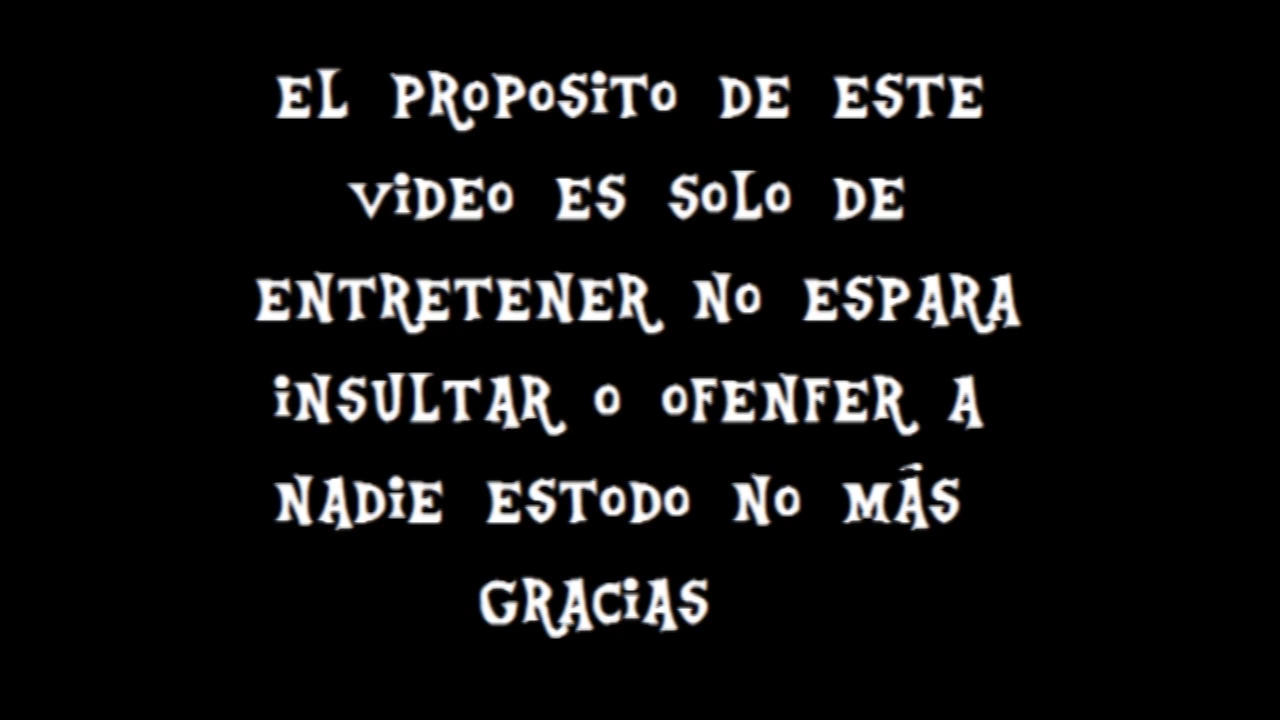 EL PROPOSITO DE ESTE
VIDEO ES SOLO DE
ENTRETENER NO ESPARA
INSULTAR O OFENFER A
NADIE ESTODO NO MÁS
GRACIAS